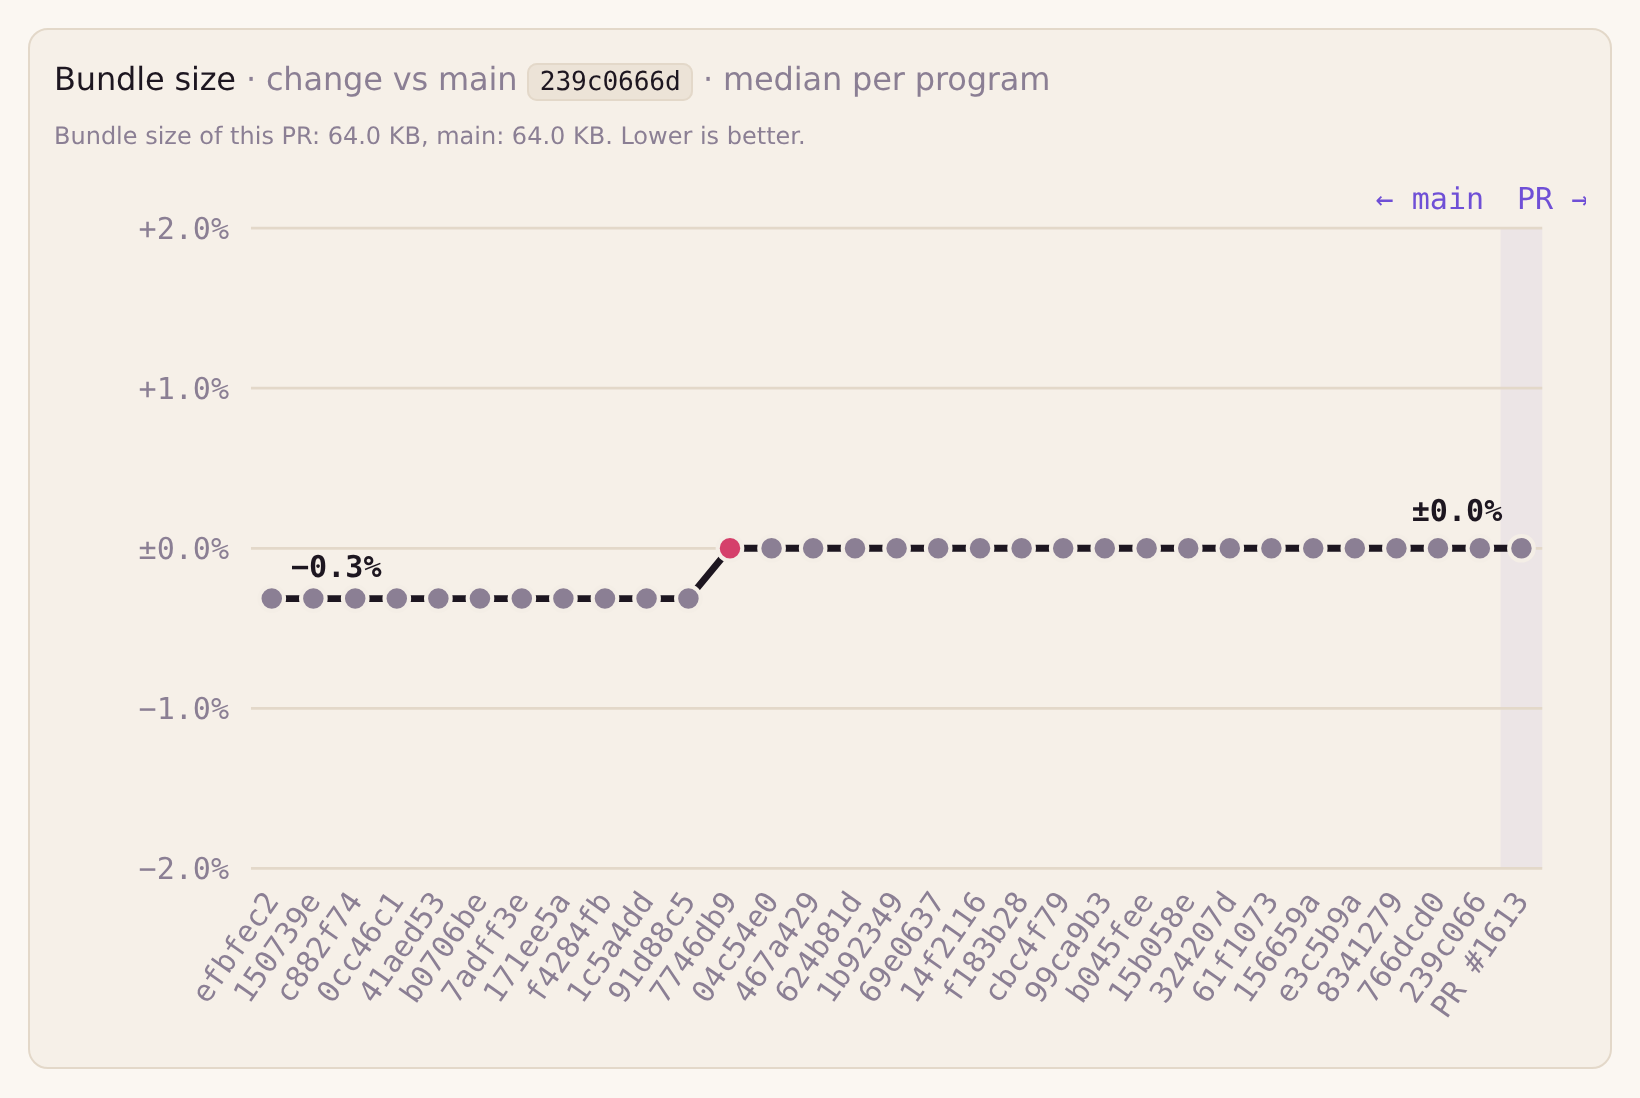 Bundle size · change vs main 239c0666d · median per program
Bundle size of this PR: 64.0 KB, main: 64.0 KB. Lower is better.
← main PR →
+2.0%
+1.0%
±0.0%
−1.0%
−2.0%
−0.3%
±0.0%
efbfec2
150739e
c882f74
0cc46c1
41aed53
b0706be
7adff3e
171ee5a
f4284fb
1c5a4dd
91d88c5
7746db9
04c54e0
467a429
624b81d
1b92349
69e0637
14f2116
f183b28
cbc4f79
99ca9b3
b045fee
15b058e
324207d
61f1073
156659a
e3c5b9a
8341279
766dcd0
239c066
PR #1613